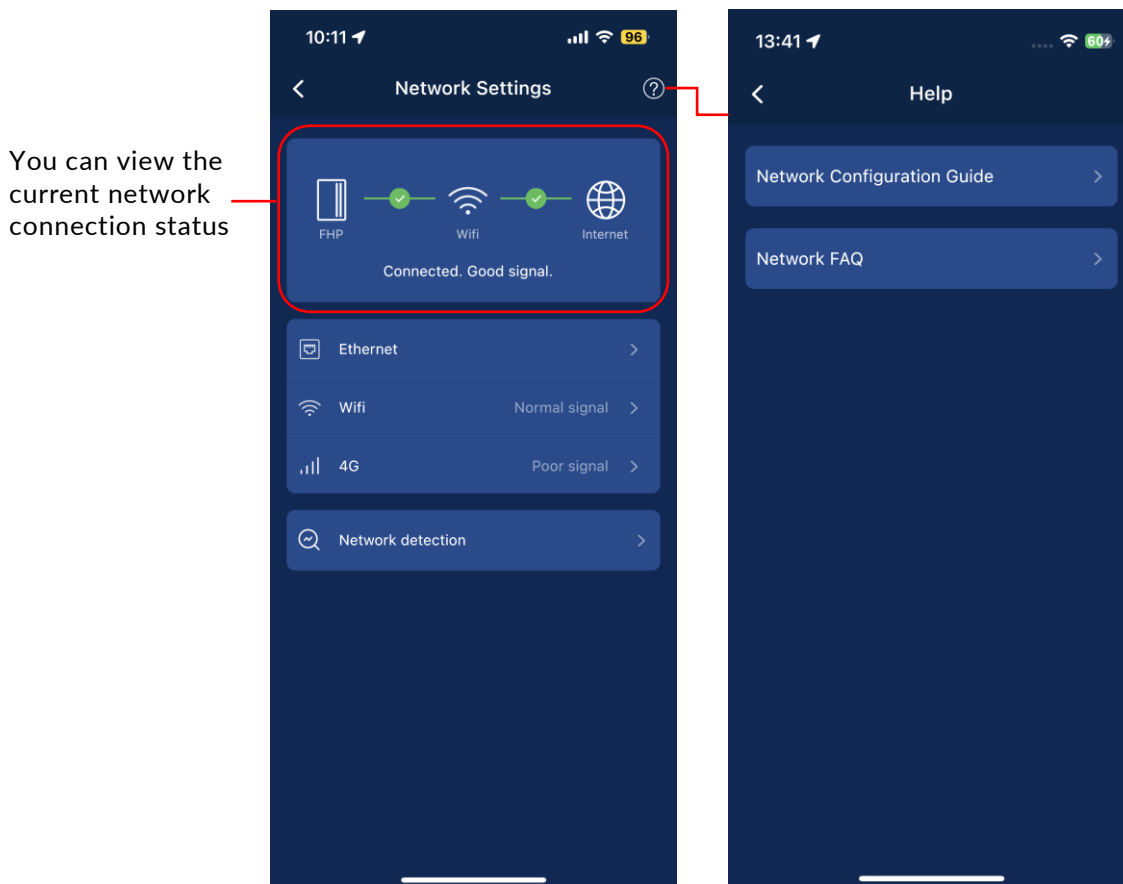 You can view the
current network
connection status
10:11
96
Network Settings
?
FHP
Wifi
Internet
Connected. Good signal.
Ethernet
Wifi
Normal signal
4G
Poor signal
Network detection
13:41
60
Help
Network Configuration Guide
Network FAQ